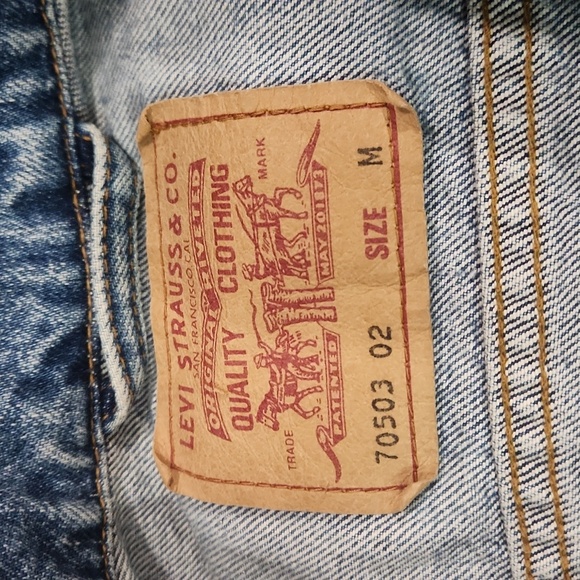 LEVI STRAUSS & CO.
SAN FRANCISCO, CAL
ORIGINAL RIVETED
QUALITY CLOTHING
TRADE MARK
PATENTED MAY 20 1873
SIZE M
70503 02